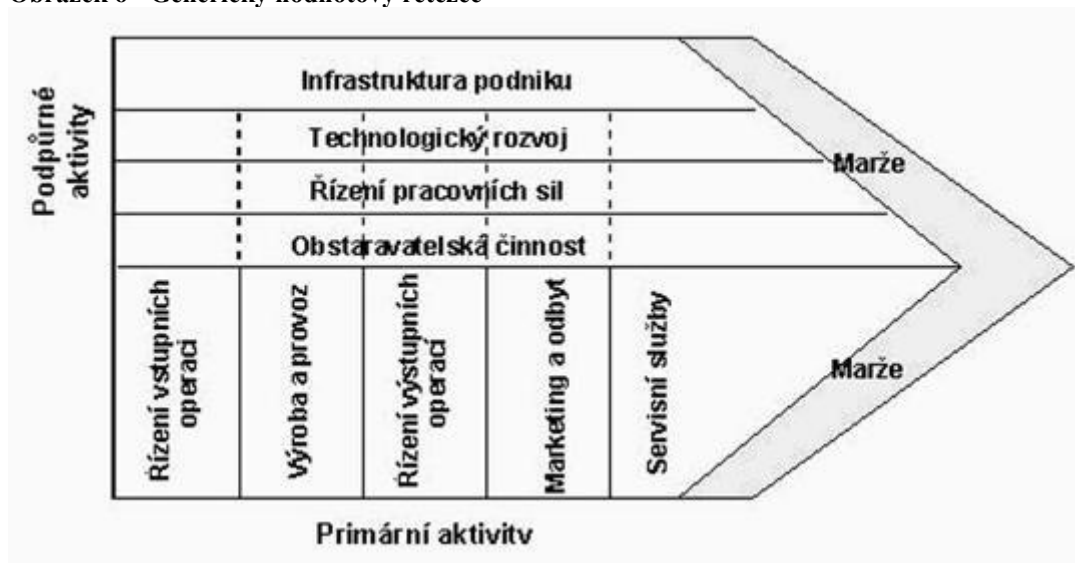 Obrázek 6 - Generický hodnotový řetězec
Podpůrné
aktivity
Infrastruktura podniku
Technologický rozvoj
Řízení pracovních sil
Obstaravatelská činnost
Marže
Řízení vstupních
operací
Výroba a provoz
Řízení výstupních
operací
Marketing a odbyt
Servisní služby
Marže
Primární aktivity